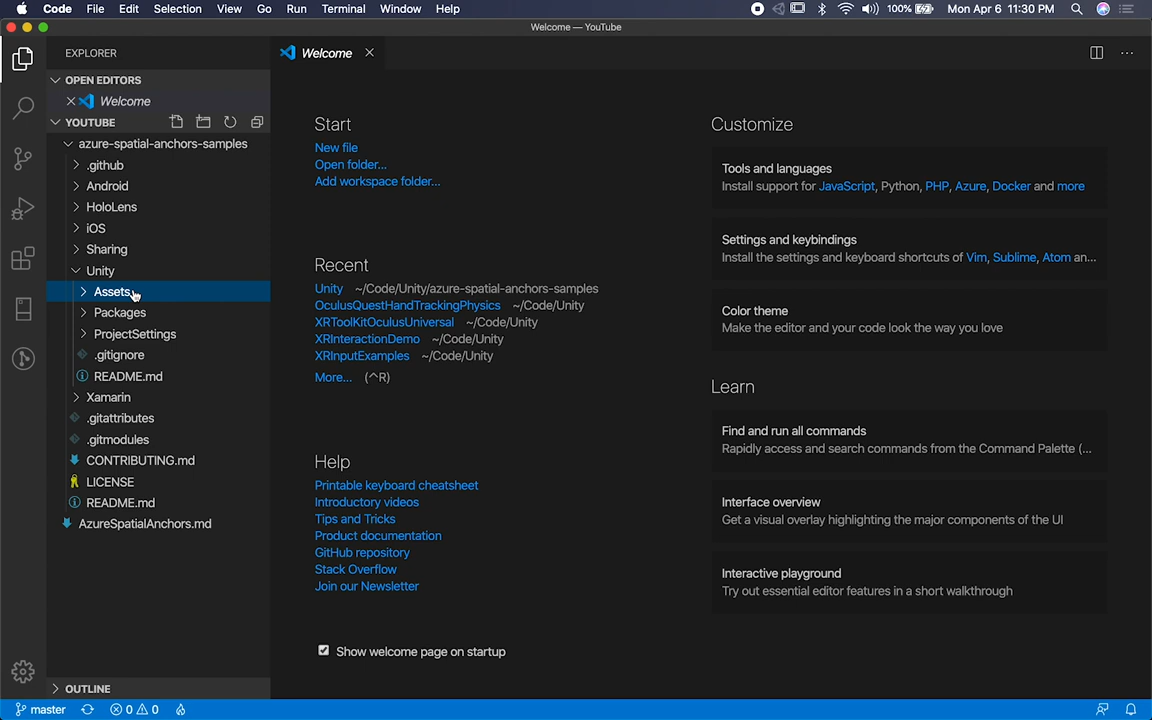 Code File Edit Selection View Go Run Terminal Window Help 100% Mon Apr 6 11:30 PM
Welcome — YouTube
EXPLORER
OPEN EDITORS
Welcome
YOUTUBE
azure-spatial-anchors-samples
.github
Android
HoloLens
iOS
Sharing
Unity
Assets
Packages
ProjectSettings
.gitignore
README.md
Xamarin
.gitattributes
.gitmodules
CONTRIBUTING.md
LICENSE
README.md
AzureSpatialAnchors.md
OUTLINE
Welcome
Start
New file
Open folder...
Add workspace folder...
Recent
Unity ~/Code/Unity/azure-spatial-anchors-samples
OculusQuestHandTrackingPhysics ~/Code/Unity
XRToolKitOculusUniversal ~/Code/Unity
XRInteractionDemo ~/Code/Unity
XRInputExamples ~/Code/Unity
More... (^R)
Help
Printable keyboard cheatsheet
Introductory videos
Tips and Tricks
Product documentation
GitHub repository
Stack Overflow
Join our Newsletter
Show welcome page on startup
Customize
Tools and languages
Install support for JavaScript, Python, PHP, Azure, Docker and more
Settings and keybindings
Install the settings and keyboard shortcuts of Vim, Sublime, Atom an...
Color theme
Make the editor and your code look the way you love
Learn
Find and run all commands
Rapidly access and search commands from the Command Palette (...
Interface overview
Get a visual overlay highlighting the major components of the UI
Interactive playground
Try out essential editor features in a short walkthrough
master 0 0